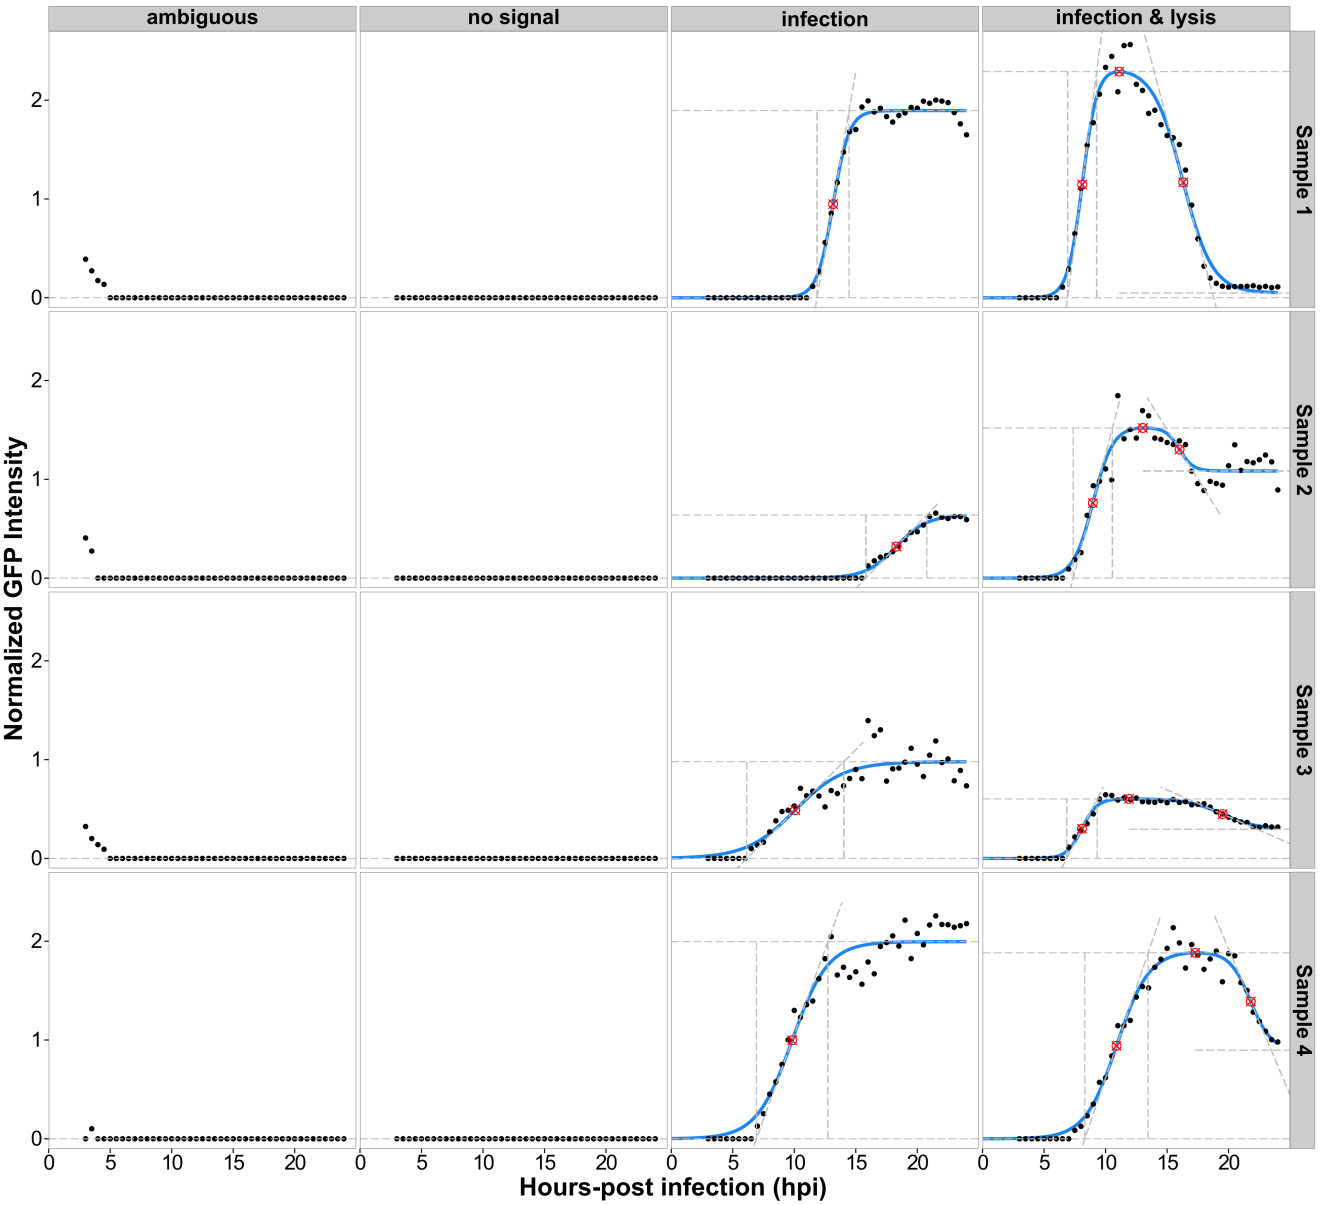 ambiguous
no signal
infection
infection & lysis
Normalized GFP Intensity
2
1
0
Sample 1
2
1
0
Sample 2
2
1
0
Sample 3
2
1
0
Sample 4
0 5 10 15 20
0 5 10 15 20
0 5 10 15 20
0 5 10 15 20
Hours-post infection (hpi)